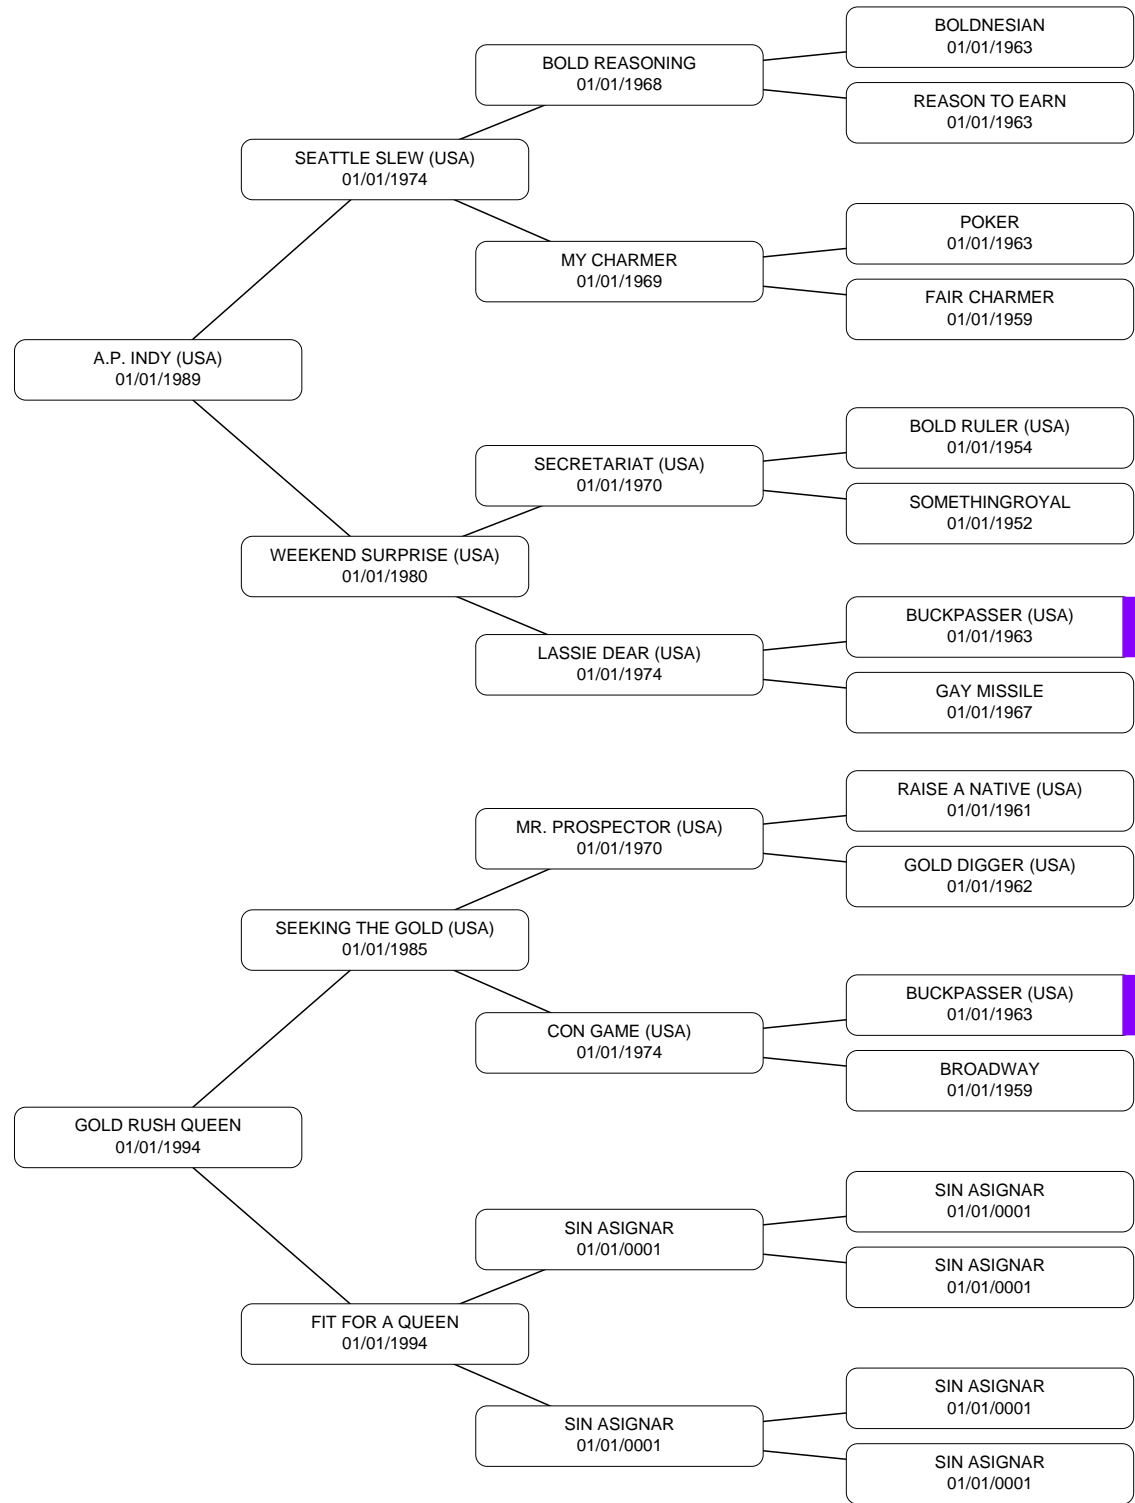 BOLDNESIAN
01/01/1963
BOLD REASONING
01/01/1968
REASON TO EARN
01/01/1963
SEATTLE SLEW (USA)
01/01/1974
POKER
01/01/1963
MY CHARMER
01/01/1969
FAIR CHARMER
01/01/1959
A.P. INDY (USA)
01/01/1989
BOLD RULER (USA)
01/01/1954
SECRETARIAT (USA)
01/01/1970
SOMETHINGROYAL
01/01/1952
WEEKEND SURPRISE (USA)
01/01/1980
BUCKPASSER (USA)
01/01/1963
LASSIE DEAR (USA)
01/01/1974
GAY MISSILE
01/01/1967
RAISE A NATIVE (USA)
01/01/1961
MR. PROSPECTOR (USA)
01/01/1970
GOLD DIGGER (USA)
01/01/1962
SEEKING THE GOLD (USA)
01/01/1985
BUCKPASSER (USA)
01/01/1963
CON GAME (USA)
01/01/1974
BROADWAY
01/01/1959
GOLD RUSH QUEEN
01/01/1994
SIN ASIGNAR
01/01/0001
SIN ASIGNAR
01/01/0001
SIN ASIGNAR
01/01/0001
FIT FOR A QUEEN
01/01/1994
SIN ASIGNAR
01/01/0001
SIN ASIGNAR
01/01/0001
SIN ASIGNAR
01/01/0001